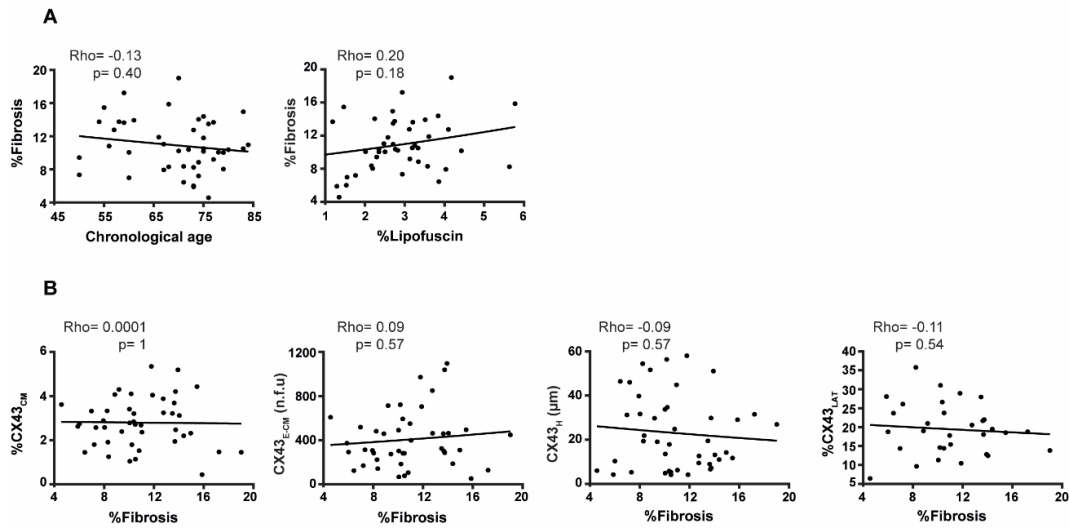 A
Rho= -0.13
p= 0.40
%Fibrosis
20
16
12
8
4
45
55
65
75
85
Chronological age
Rho= 0.20
p= 0.18
%Fibrosis
20
16
12
8
4
1
2
3
4
5
6
%Lipofuscin
B
Rho= 0.0001
p= 1
%CX43CM
6
4
2
0
4
8
12
16
20
%Fibrosis
Rho= 0.09
p= 0.57
CX43E-CM (n.f.u)
1200
800
400
0
4
8
12
16
20
%Fibrosis
Rho= -0.09
p= 0.57
CX43H (µm)
60
40
20
0
4
8
12
16
20
%Fibrosis
Rho= -0.11
p= 0.54
%CX43LAT
40
35
30
25
20
15
10
5
4
8
12
16
20
%Fibrosis